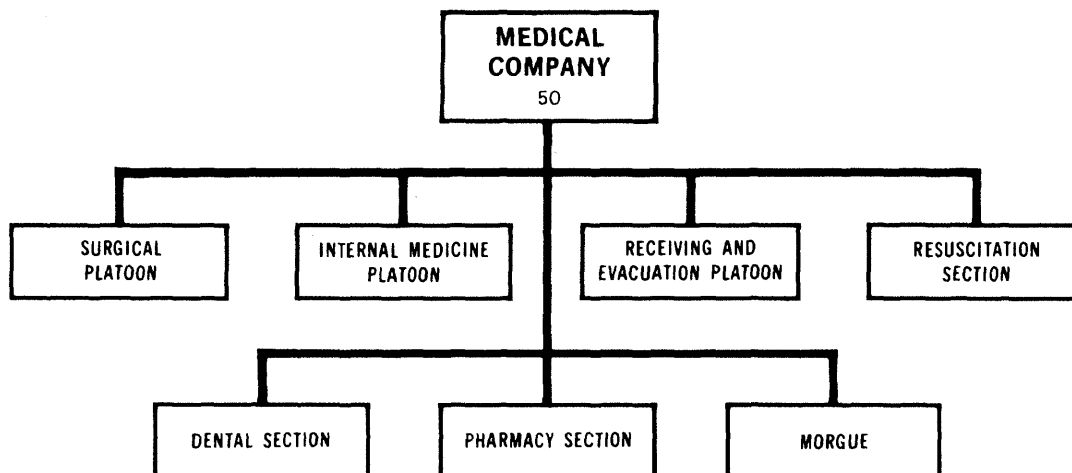 MEDICAL
COMPANY
50
SURGICAL
PLATOON
INTERNAL MEDICINE
PLATOON
RECEIVING AND
EVACUATION PLATOON
RESUSCITATION
SECTION
DENTAL SECTION
PHARMACY SECTION
MORGUE